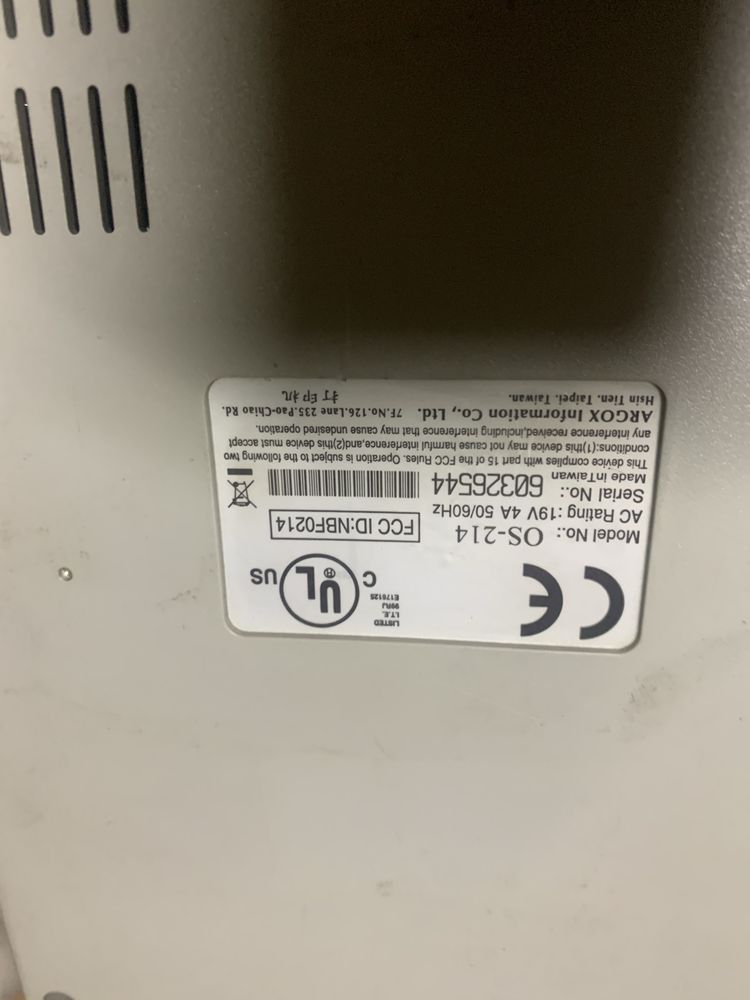 CE
LISTED
I.T.E.
99RJ
E176125
C UL® US
Model No.: OS-214
FCC ID:NBF0214
AC Rating :19V 4A 50/60Hz
Serial No.: 60326544
Made InTaiwan
This device complies with part 15 of the FCC Rules. Operation is subject to the following two
conditions:(1)this device may not cause harmful interference,and(2)this device must accept
any interference received,including interference that may cause undesired operation.
ARGOX Information Co., Ltd. 7F.No.126.Lane 235.Pao-Chiao Rd.
Hsin Tien. Taipei. Taiwan. 打印机